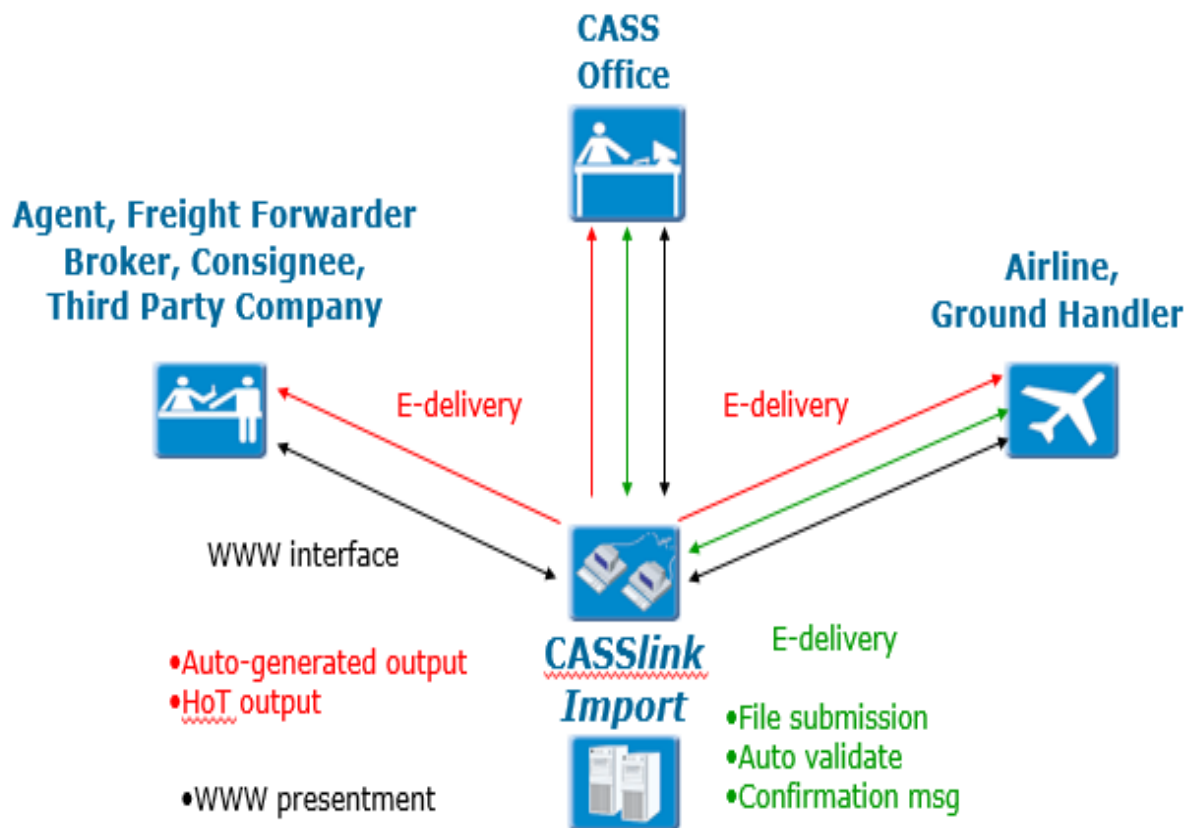 CASS
Office
Agent, Freight Forwarder
Broker, Consignee,
Third Party Company
Airline,
Ground Handler
E-delivery
E-delivery
WWW interface
•Auto-generated output
•HoT output
•WWW presentment
CASSlink
Import
E-delivery
•File submission
•Auto validate
•Confirmation msg